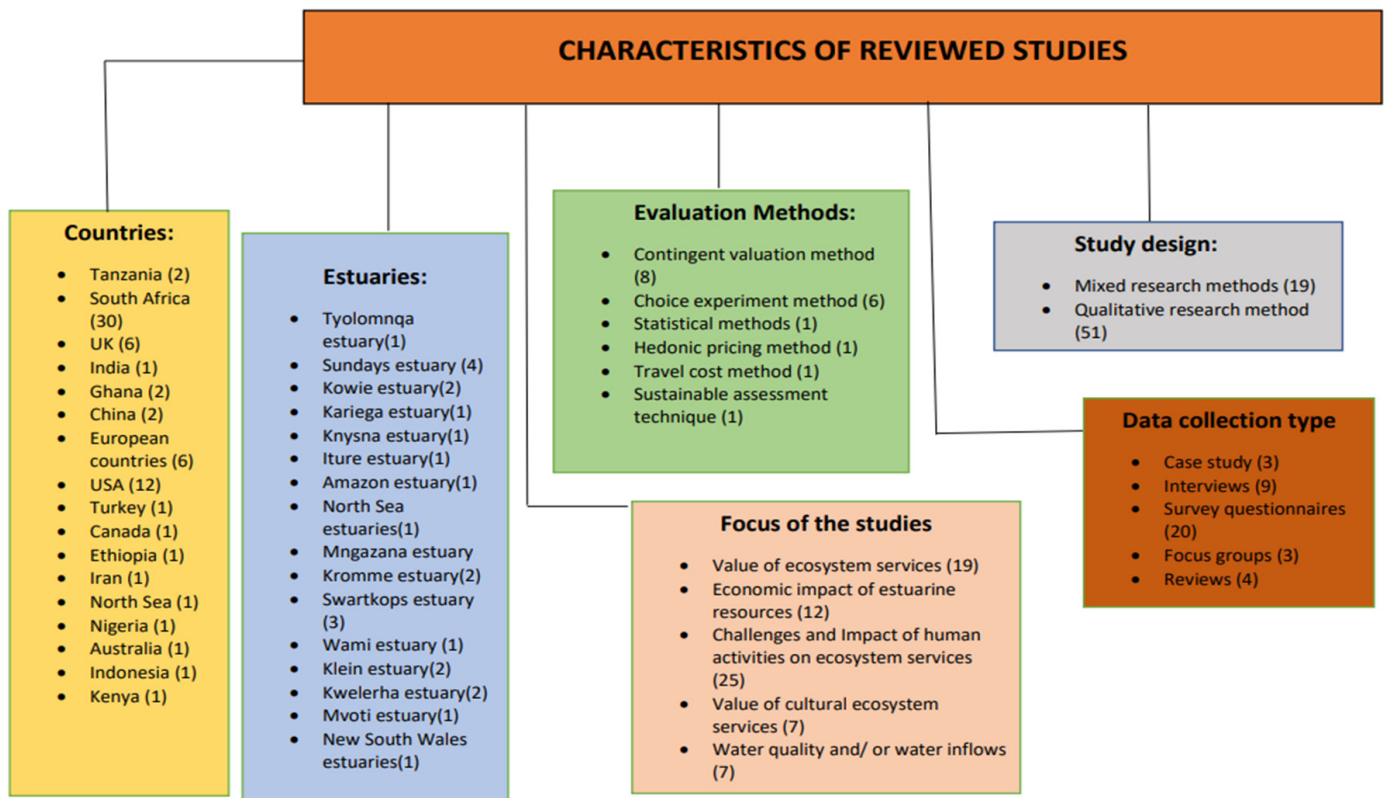 CHARACTERISTICS OF REVIEWED STUDIES
Countries:
• Tanzania (2)
• South Africa
(30)
• UK (6)
• India (1)
• Ghana (2)
• China (2)
• European
countries (6)
• USA (12)
• Turkey (1)
• Canada (1)
• Ethiopia (1)
• Iran (1)
• North Sea (1)
• Nigeria (1)
• Australia (1)
• Indonesia (1)
• Kenya (1)
Estuaries:
• Tyolomnqa
estuary(1)
• Sundays estuary (4)
• Kowie estuary(2)
• Kariega estuary(1)
• Knysna estuary(1)
• Iture estuary(1)
• Amazon estuary(1)
• North Sea
estuaries(1)
• Mngazana estuary
• Kromme estuary(2)
• Swartkops estuary
(3)
• Wami estuary (1)
• Klein estuary(2)
• Kwelerha estuary(2)
• Mvoti estuary(1)
• New South Wales
estuaries(1)
Evaluation Methods:
• Contingent valuation method
(8)
• Choice experiment method (6)
• Statistical methods (1)
• Hedonic pricing method (1)
• Travel cost method (1)
• Sustainable assessment
technique (1)
Focus of the studies
• Value of ecosystem services (19)
• Economic impact of estuarine
resources (12)
• Challenges and Impact of human
activities on ecosystem services
(25)
• Value of cultural ecosystem
services (7)
• Water quality and/ or water inflows
(7)
Study design:
• Mixed research methods (19)
• Qualitative research method
(51)
Data collection type
• Case study (3)
• Interviews (9)
• Survey questionnaires
(20)
• Focus groups (3)
• Reviews (4)